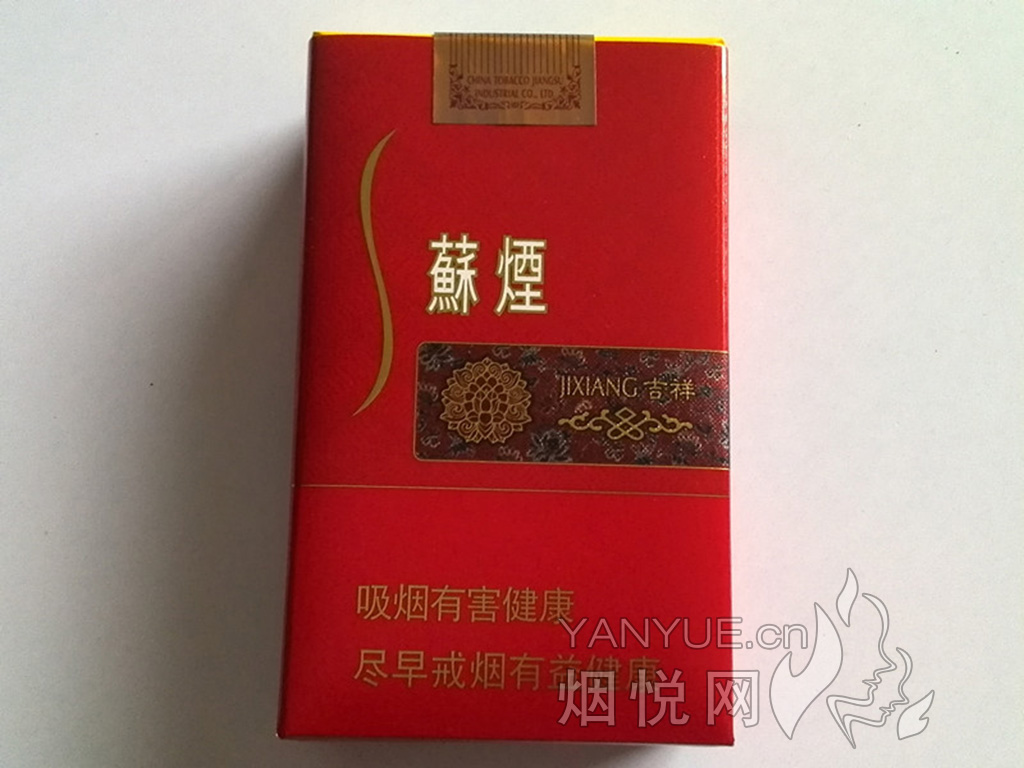 CHINA TOBACCO JIANGSU
INDUSTRIAL CO., LTD.
蘇煙
JIXIANG 吉祥
吸烟有害健康
尽早戒烟有益健康
YANYUE.cn
烟悦网